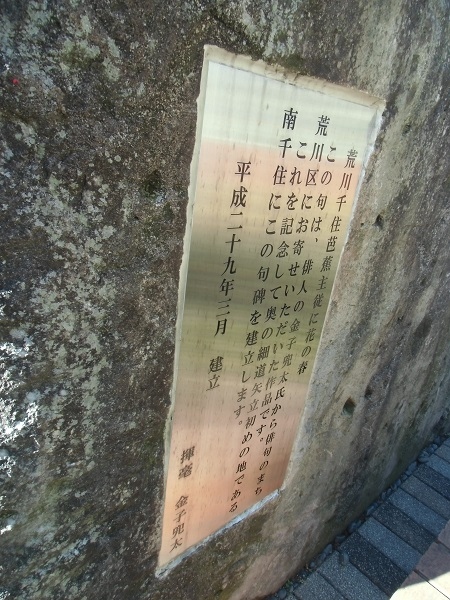 荒川千住芭蕉主従に花の春
この句は、俳人の金子兜太氏から俳句のまち
荒川区にお寄せいただいた作品です。
これを記念して奥の細道矢立初めの地である
南千住にこの句碑を建立します。
平成二十九年三月 建立
揮毫 金子兜太